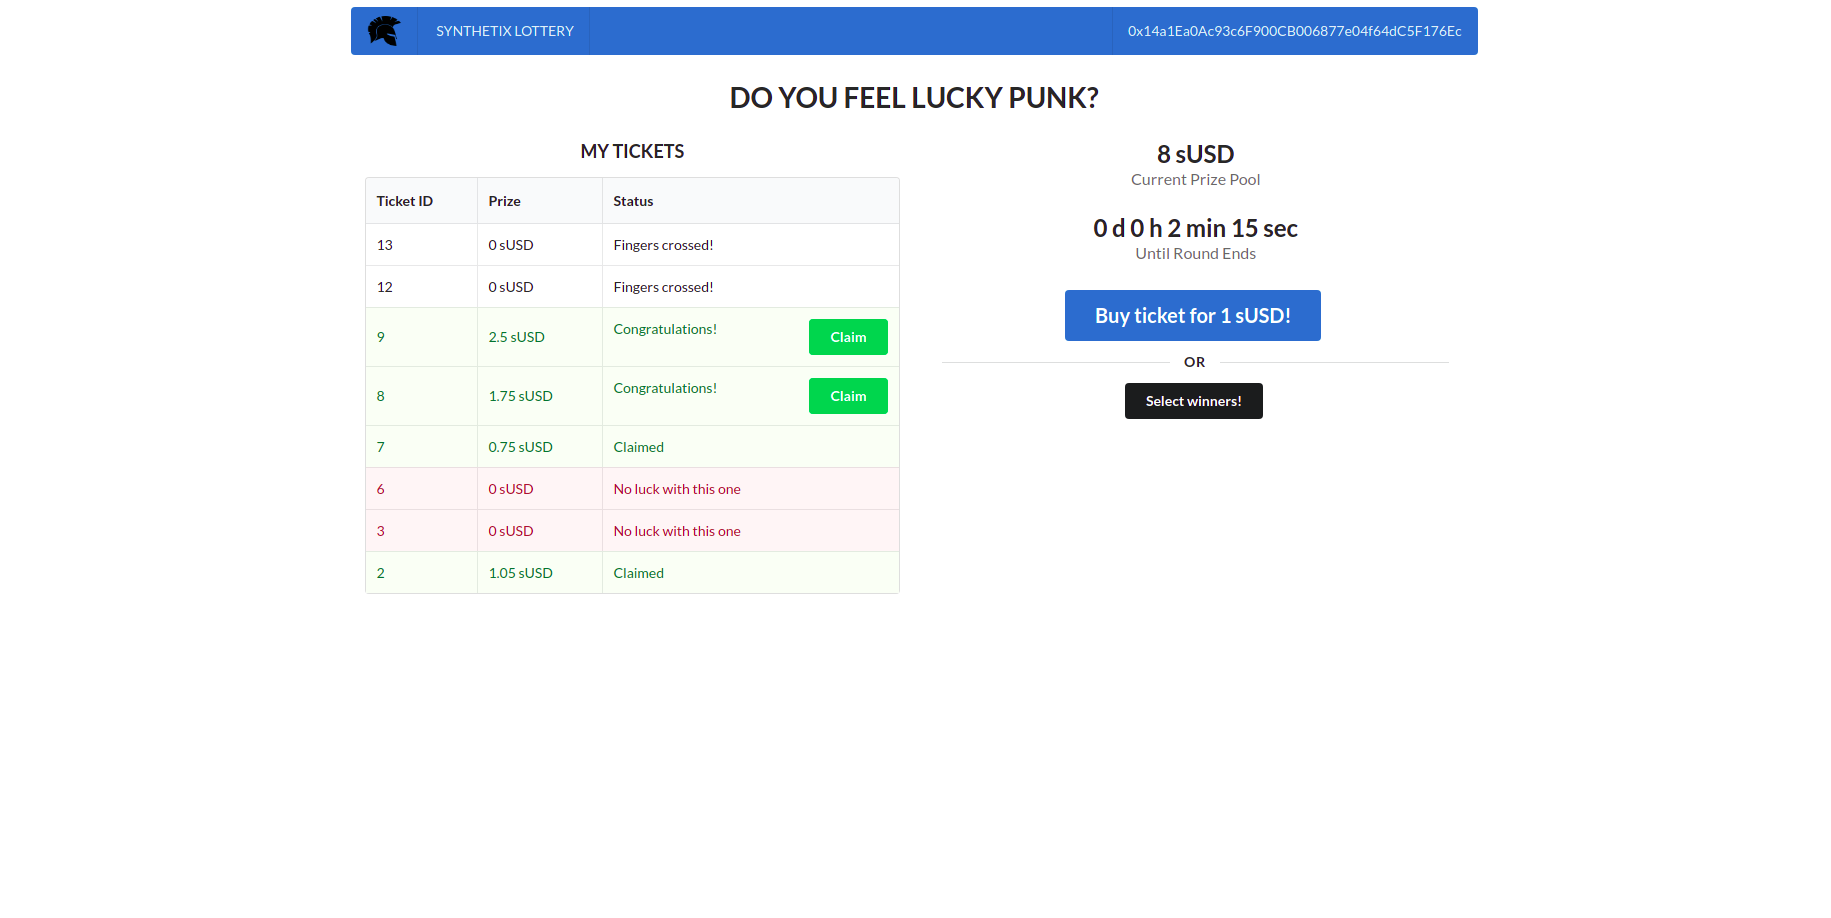 SYNTHETIX LOTTERY
0x14a1Ea0Ac93c6F900CB006877e04f64dC5F176Ec
DO YOU FEEL LUCKY PUNK?
MY TICKETS
Ticket ID Prize Status
13 0 sUSD Fingers crossed!
12 0 sUSD Fingers crossed!
9 2.5 sUSD Congratulations! Claim
8 1.75 sUSD Congratulations! Claim
7 0.75 sUSD Claimed
6 0 sUSD No luck with this one
3 0 sUSD No luck with this one
2 1.05 sUSD Claimed
8 sUSD
Current Prize Pool
0 d 0 h 2 min 15 sec
Until Round Ends
Buy ticket for 1 sUSD!
OR
Select winners!